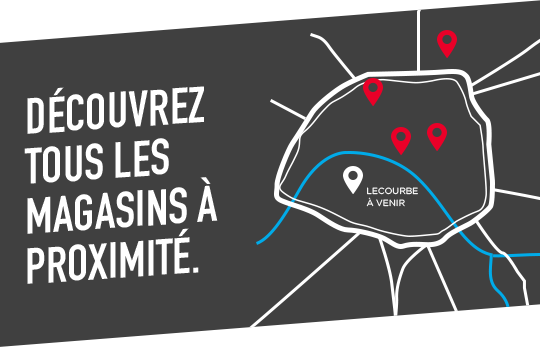 DÉCOUVREZ
TOUS LES
MAGASINS À
PROXIMITÉ.
LECOURBE
À VENIR